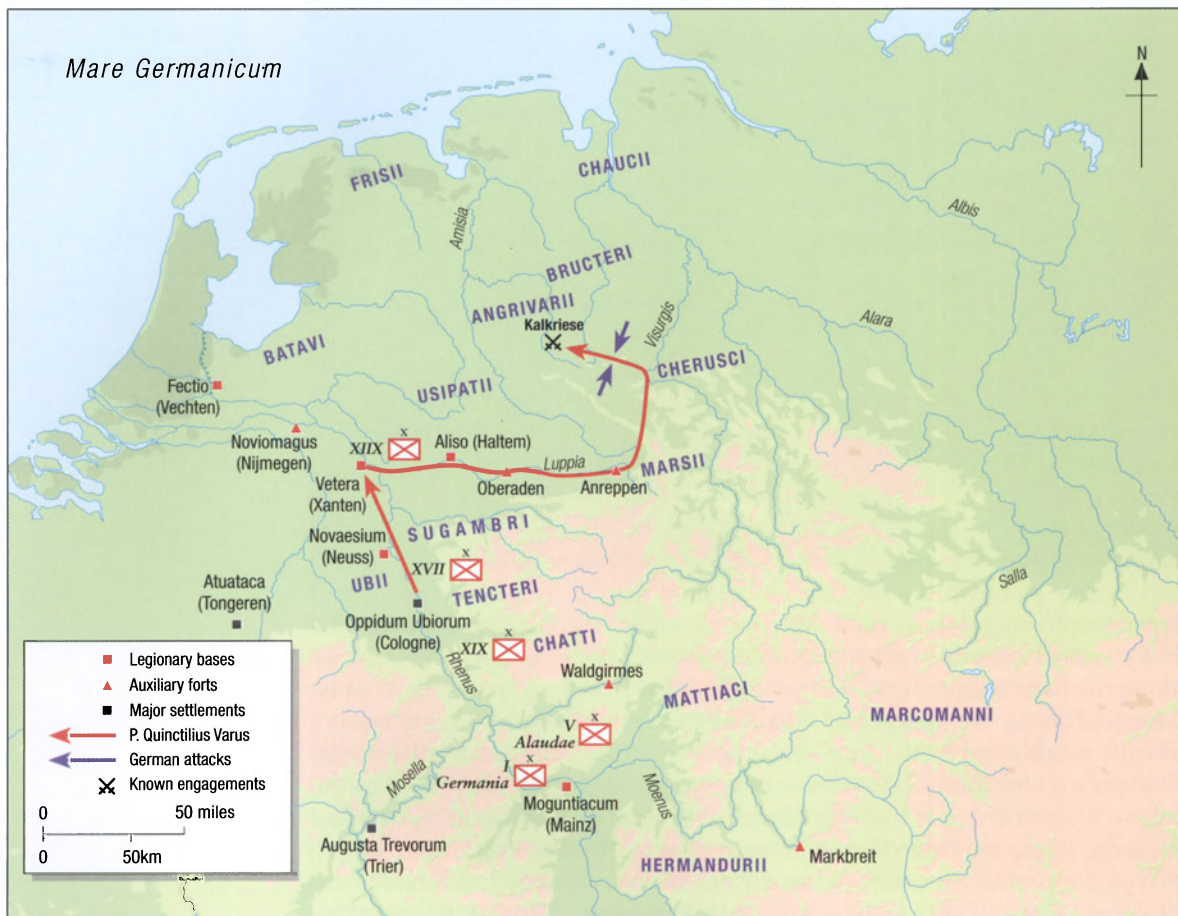 Mare Germanicum
N
FRISII
CHAUCII
Amisia
Albis
BRUCTERI
ANGRIVARII
Kalkriese
Visurgis
Alara
BATAVI
CHERUSCI
Fectio
(Vechten)
USIPATII
Noviomagus
(Nijmegen)
XIIX
X
Aliso (Haltem)
Luppia
MARSII
Vetera
(Xanten)
Oberaden
Anreppen
SUGAMBRI
Novaesium
(Neuss)
X
XVII
UBII
TENCTERI
Atuataca
(Tongeren)
Salla
Oppidum Ubiorum
(Cologne)
X
XIX
CHATTI
Rhenus
Waldgirmes
MATTIACI
MARCOMANNI
X
V
Alaudae
X
I
Germania
Mosella
Moguntiacum
(Mainz)
Moenus
Augusta Trevorum
(Trier)
Markbreit
HERMANDURII
Legionary bases
Auxiliary forts
Major settlements
P. Quinctilius Varus
German attacks
Known engagements
0 50 miles
0 50km